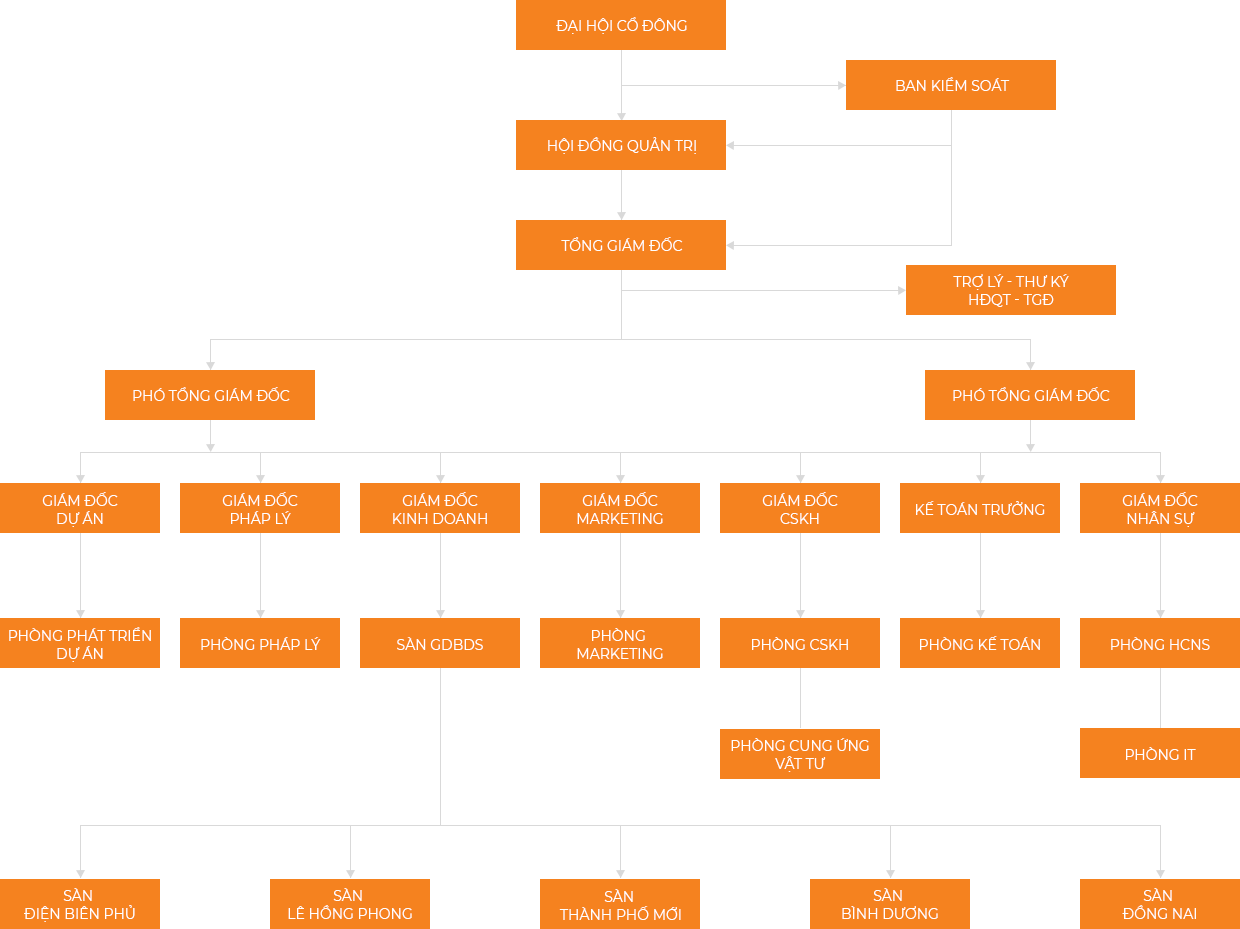 ĐẠI HỘI CỔ ĐÔNG
BAN KIỂM SOÁT
HỘI ĐỒNG QUẢN TRỊ
TỔNG GIÁM ĐỐC
TRỢ LÝ - THƯ KÝ
HĐQT - TGĐ
PHÓ TỔNG GIÁM ĐỐC
PHÓ TỔNG GIÁM ĐỐC
GIÁM ĐỐC
DỰ ÁN
GIÁM ĐỐC
PHÁP LÝ
GIÁM ĐỐC
KINH DOANH
GIÁM ĐỐC
MARKETING
GIÁM ĐỐC
CSKH
KẾ TOÁN TRƯỞNG
GIÁM ĐỐC
NHÂN SỰ
PHÒNG PHÁT TRIỂN
DỰ ÁN
PHÒNG PHÁP LÝ
SÀN GDBDS
PHÒNG
MARKETING
PHÒNG CSKH
PHÒNG KẾ TOÁN
PHÒNG HCNS
PHÒNG CUNG ỨNG
VẬT TƯ
PHÒNG IT
SÀN
ĐIỆN BIÊN PHỦ
SÀN
LÊ HỒNG PHONG
SÀN
THÀNH PHỐ MỚI
SÀN
BÌNH DƯƠNG
SÀN
ĐỒNG NAI